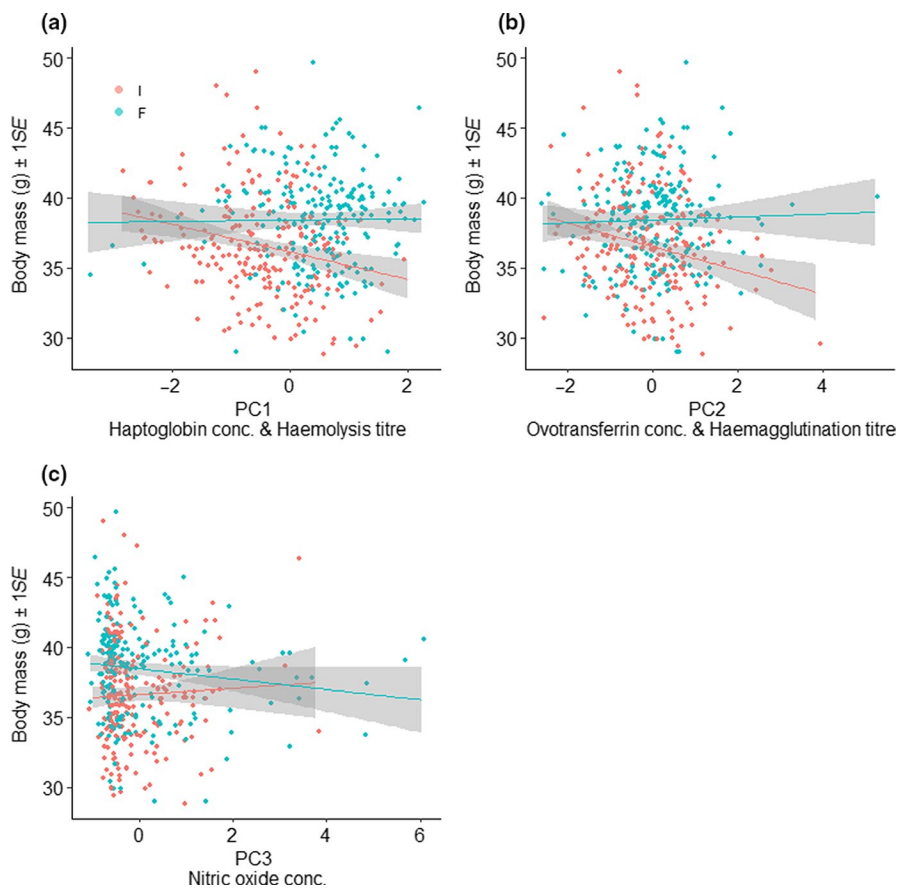 (a)
50
45
40
35
30
Body mass (g) ± 1SE
I
F
−2
0
2
PC1
Haptoglobin conc. & Haemolysis titre
(b)
50
45
40
35
30
Body mass (g) ± 1SE
−2
0
2
4
PC2
Ovotransferrin conc. & Haemagglutination titre
(c)
50
45
40
35
30
Body mass (g) ± 1SE
0
2
4
6
PC3
Nitric oxide conc.